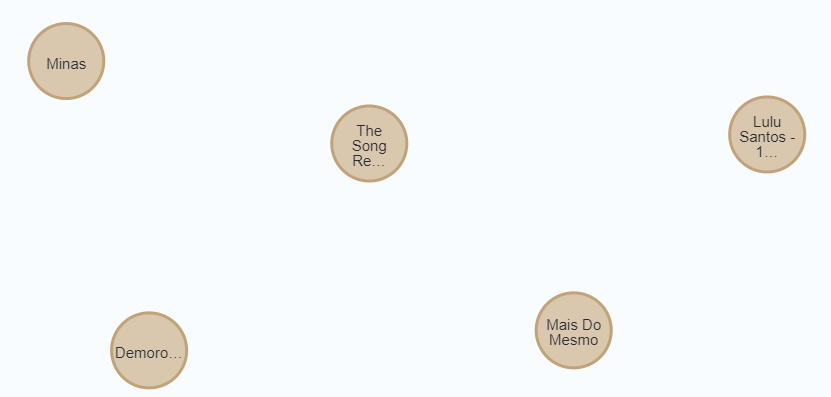 Minas
The
Song
Re...
Lulu
Santos -
1...
Demoro...
Mais Do
Mesmo